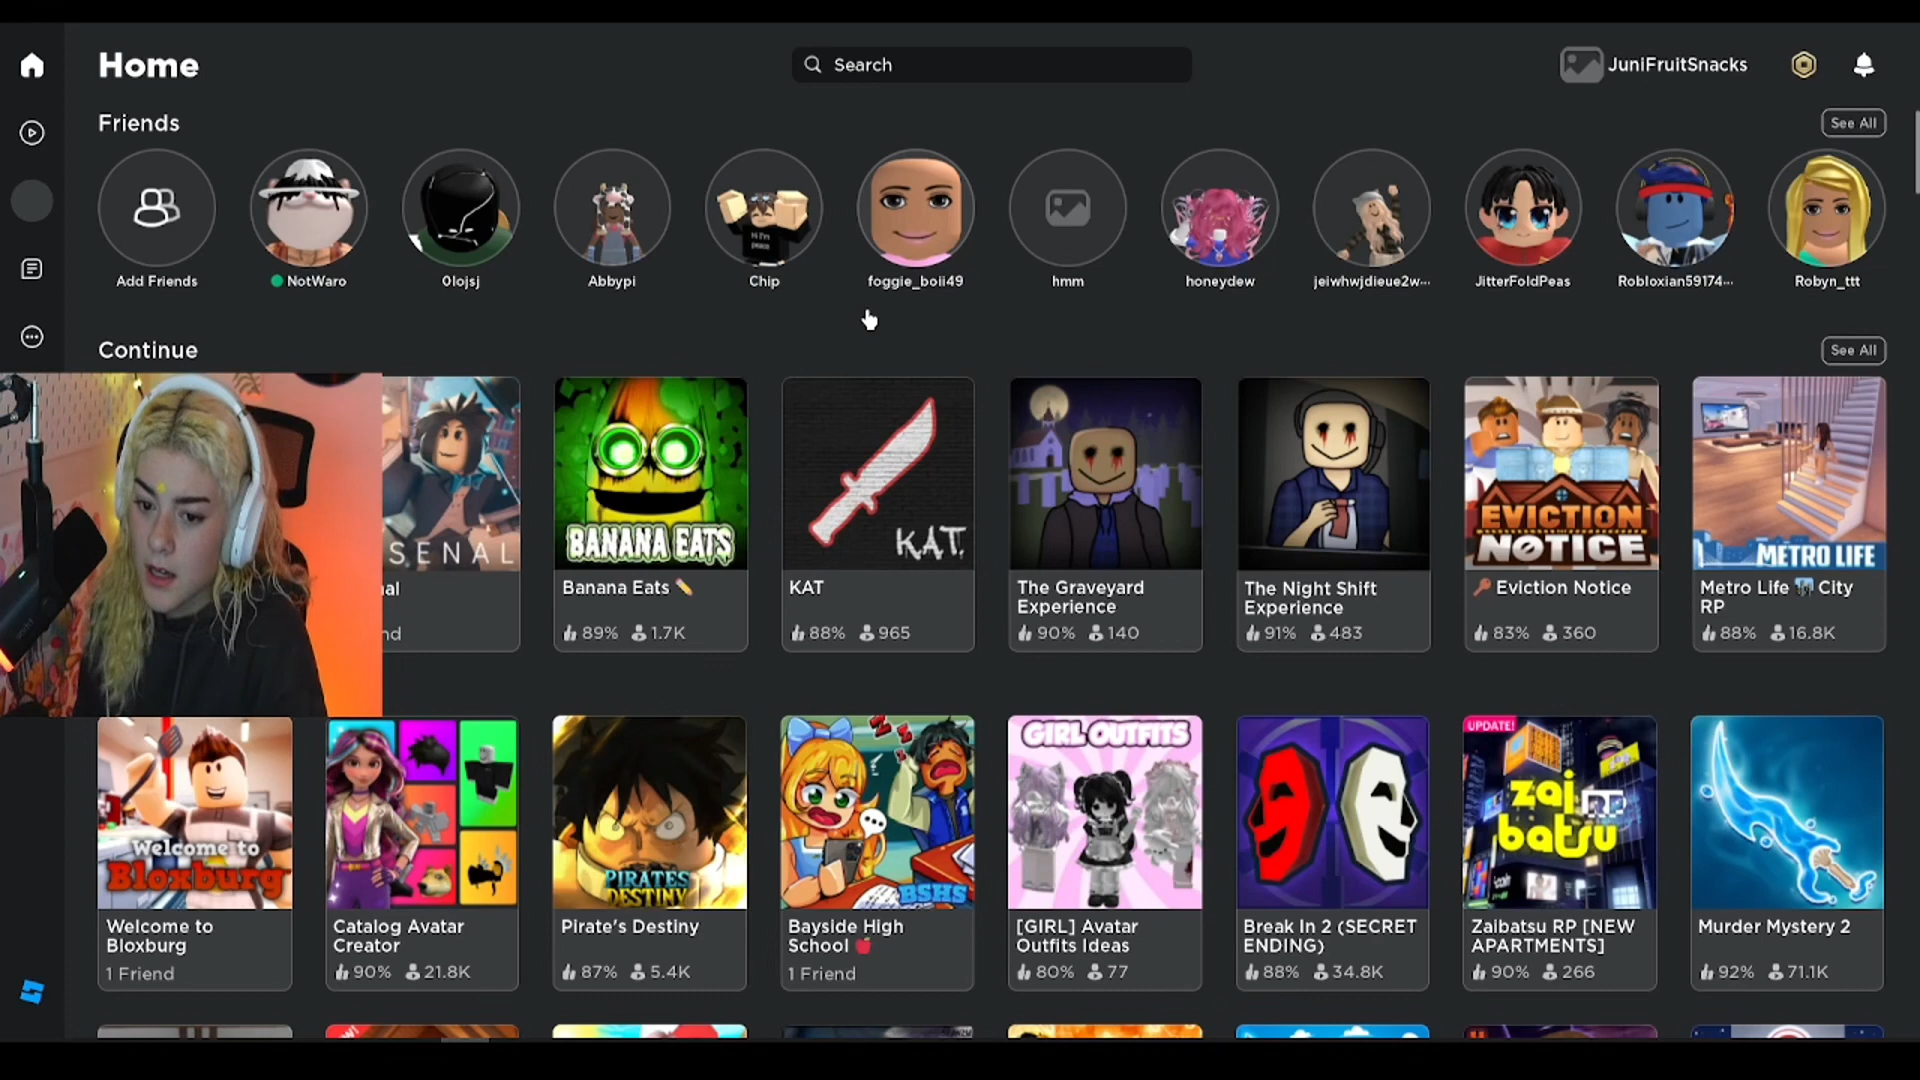 Home
Search
JuniFruitSnacks
Friends
See All
Add Friends
NotWaro
0lojsj
Abbypi
Chip
foggie_boii49
hmm
honeydew
jeiwhwjdieue2w...
JitterFoldPeas
Robloxian59174...
Robyn_ttt
Continue
See All
SENAL
BANANA EATS
KAT.
EVICTION
NOTICE
METRO LIFE
al
nd
Banana Eats
89% 1.7K
KAT
88% 965
The Graveyard
Experience
90% 140
The Night Shift
Experience
91% 483
Eviction Notice
83% 360
Metro Life City
RP
88% 16.8K
Welcome to
Bloxburg
PIRATES
DESTINY
BSHS
GIRL OUTFITS
UPDATE!
zai RP
batsu
Welcome to
Bloxburg
1 Friend
Catalog Avatar
Creator
90% 21.8K
Pirate's Destiny
87% 5.4K
Bayside High
School
1 Friend
[GIRL] Avatar
Outfits Ideas
80% 77
Break In 2 (SECRET
ENDING)
88% 34.8K
Zaibatsu RP [NEW
APARTMENTS]
90% 266
Murder Mystery 2
92% 71.1K